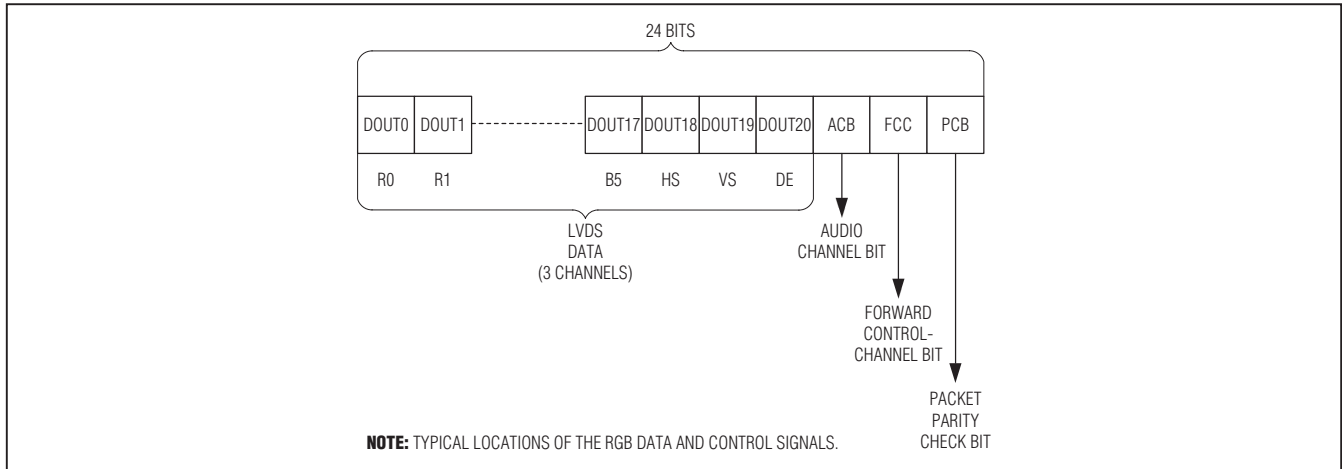 24 BITS
DOUT0 DOUT1 DOUT17 DOUT18 DOUT19 DOUT20 ACB FCC PCB
R0 R1 B5 HS VS DE
LVDS
DATA
(3 CHANNELS)
AUDIO
CHANNEL BIT
FORWARD
CONTROL-
CHANNEL BIT
PACKET
PARITY
CHECK BIT
NOTE: TYPICAL LOCATIONS OF THE RGB DATA AND CONTROL SIGNALS.